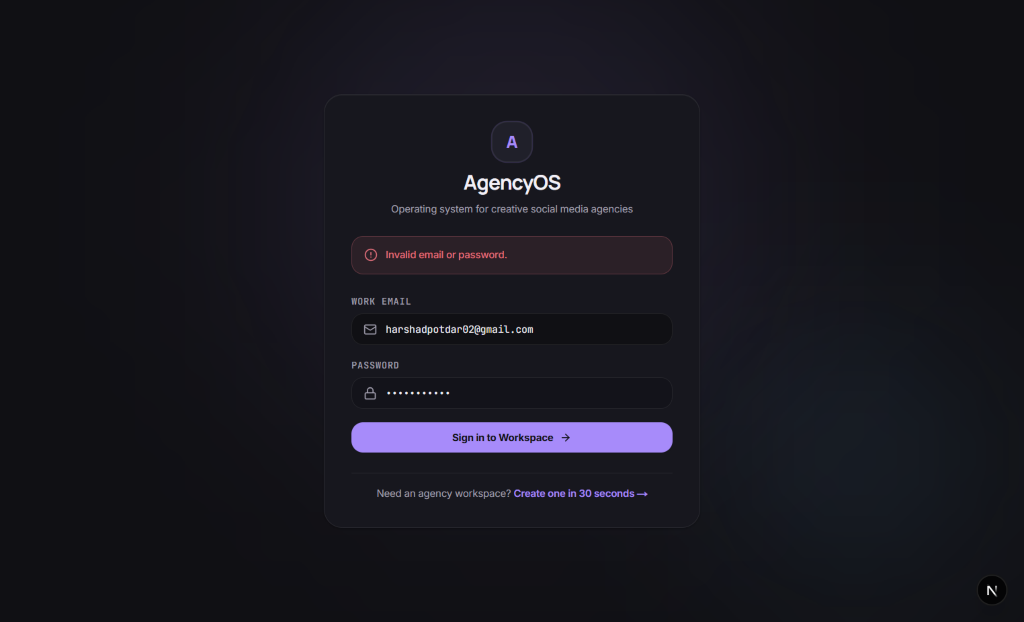 A
AgencyOS
Operating system for creative social media agencies
Invalid email or password.
WORK EMAIL
harshadpotdar02@gmail.com
PASSWORD
•••••••••••
Sign in to Workspace →
Need an agency workspace? Create one in 30 seconds →
N